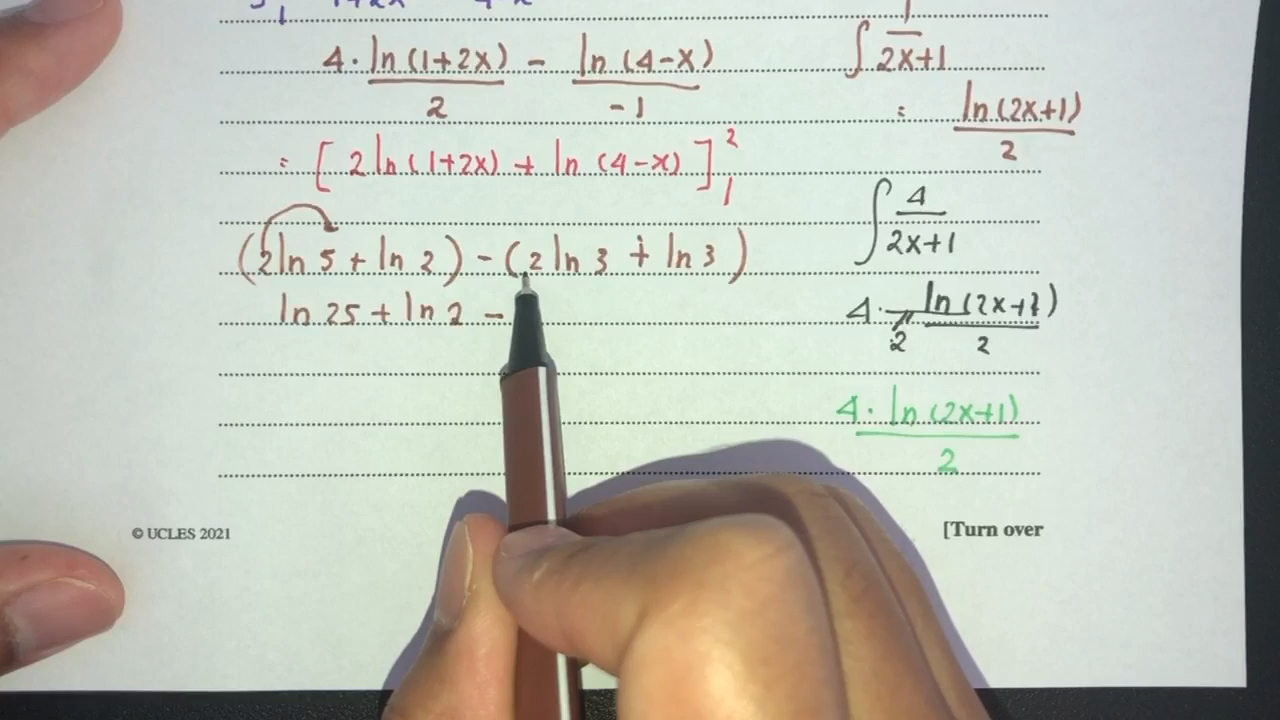 4 · ln (1+2x) / 2 - ln (4-x) / -1
= [ 2 ln (1+2x) + ln (4-x) ]²₁
(2 ln 5 + ln 2) - (2 ln 3 + ln 3)
ln 25 + ln 2 -
∫ 1 / 2x+1
= ln (2x+1) / 2
∫ 4 / 2x+1
4 · ln (2x+1) / 2
4 · ln (2x+1) / 2
© UCLES 2021
[Turn over